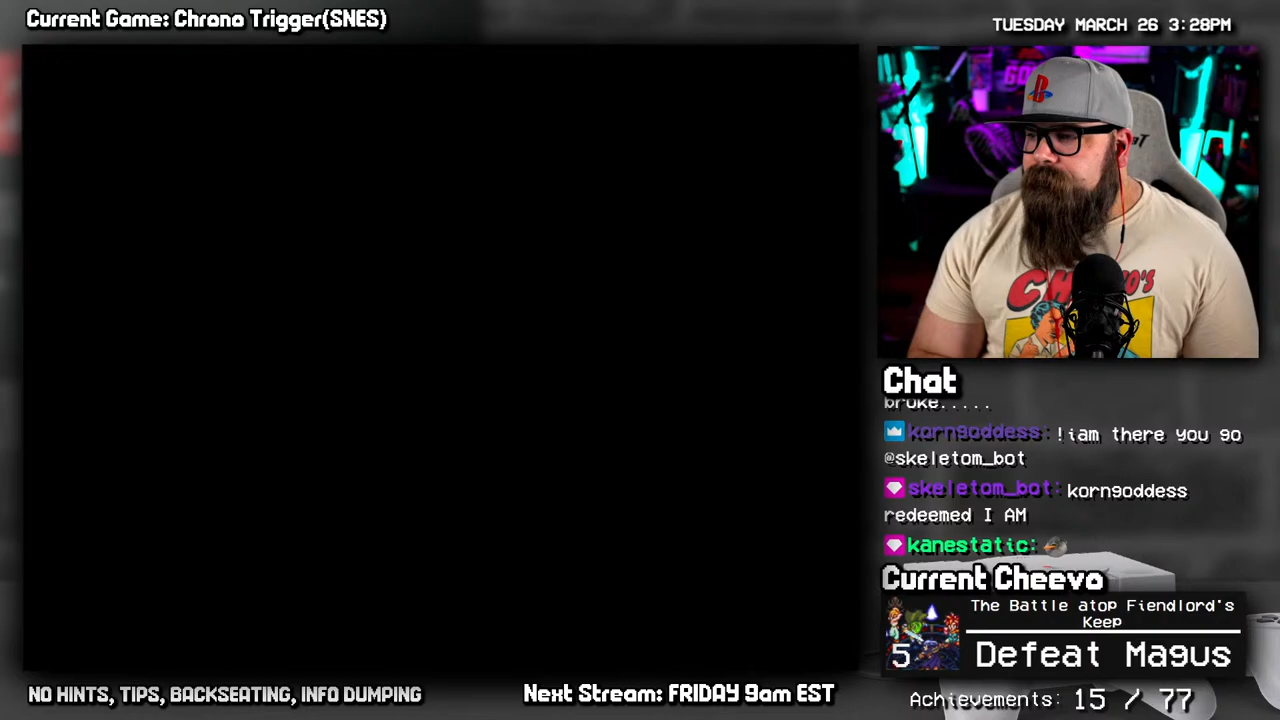 Current Game: Chrono Trigger(SNES)
TUESDAY MARCH 26 3:28PM
Chat
broke.....
korngoddess: !iam there you go
@skeletom_bot
skeletom_bot: korngoddess
redeemed I AM
kanestatic:
Current Cheevo
The Battle atop Fiendlord's
Keep
5
Defeat Magus
NO HINTS, TIPS, BACKSEATING, INFO DUMPING
Next Stream: FRIDAY 9am EST
Achievements: 15 / 77